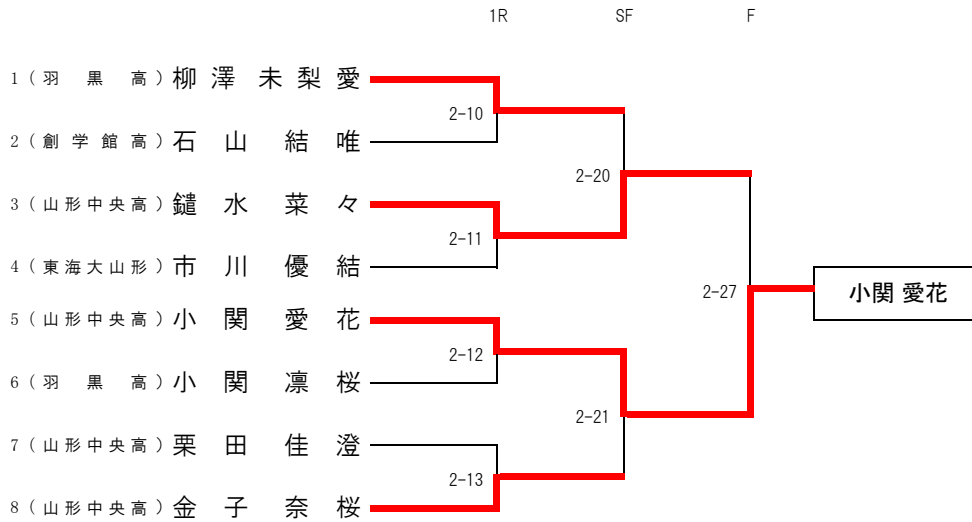 1R SF F
1 ( 羽 黒 高 ) 柳 澤 未 梨 愛
2-10
2 ( 創 学 館 高 ) 石 山 結 唯
2-20
3 ( 山 形 中 央 高 ) 鑓 水 菜 々
2-11
4 ( 東 海 大 山 形 ) 市 川 優 結
2-27 小関 愛花
5 ( 山 形 中 央 高 ) 小 関 愛 花
2-12
6 ( 羽 黒 高 ) 小 関 凛 桜
2-21
7 ( 山 形 中 央 高 ) 栗 田 佳 澄
2-13
8 ( 山 形 中 央 高 ) 金 子 奈 桜